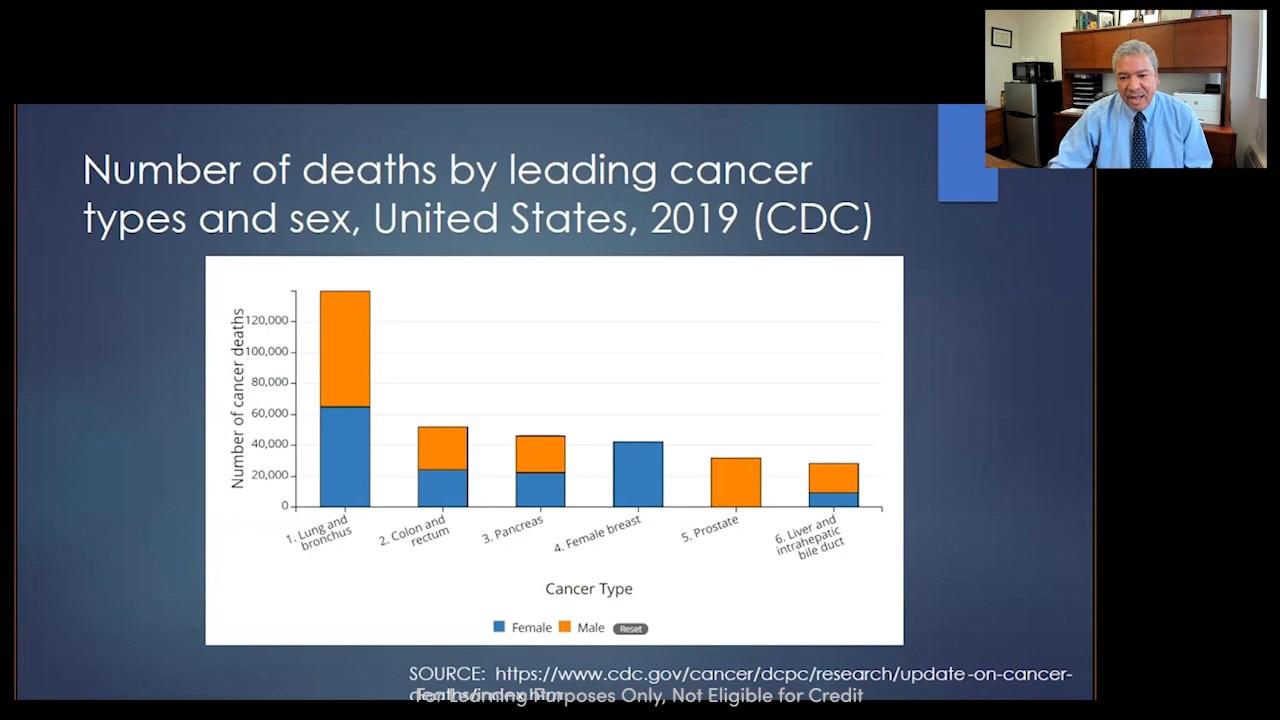 Number of deaths by leading cancer
types and sex, United States, 2019 (CDC)
Number of cancer deaths
120,000
100,000
80,000
60,000
40,000
20,000
0
1. Lung and
bronchus
2. Colon and
rectum
3. Pancreas
4. Female breast
5. Prostate
6. Liver and
intrahepatic
bile duct
Cancer Type
Female Male Reset
SOURCE: https://www.cdc.gov/cancer/dcpc/research/update-on-cancer-
For Learning Purposes Only, Not Eligible for Credit